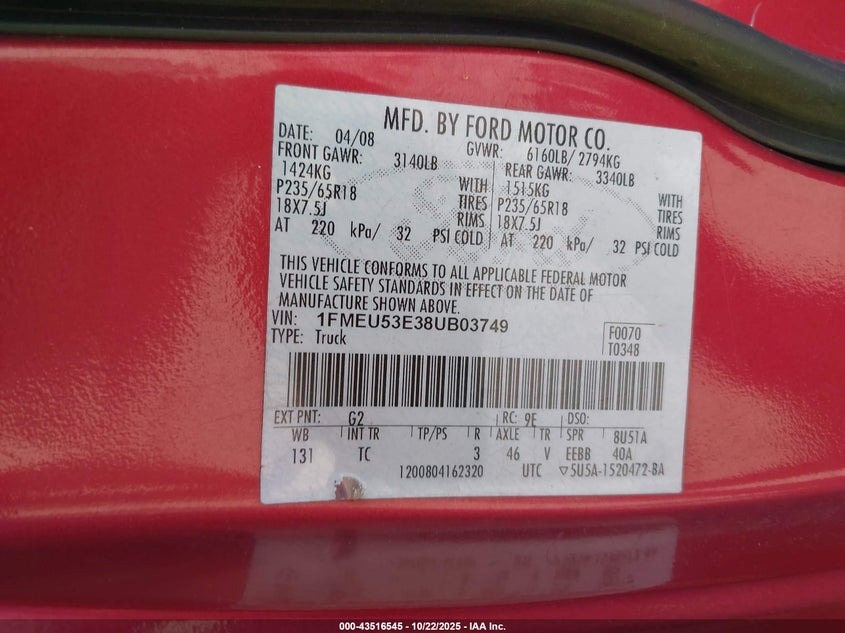 MFD. BY FORD MOTOR CO.
DATE: 04/08 GVWR: 6160LB/ 2794KG
FRONT GAWR: 3140LB REAR GAWR: 3340LB
1424KG WITH 1515KG WITH
P235/65R18 TIRES P235/65R18 TIRES
18X7.5J RIMS 18X7.5J RIMS
AT 220 kPa/ 32 PSI COLD AT 220 kPa/ 32 PSI COLD
THIS VEHICLE CONFORMS TO ALL APPLICABLE FEDERAL MOTOR
VEHICLE SAFETY STANDARDS IN EFFECT ON THE DATE OF
MANUFACTURE SHOWN ABOVE.
VIN: 1FMEU53E38UB03749 F0070
TYPE: Truck T0348
EXT PNT: G2 RC: 9E DSO:
WB INT TR TP/PS R AXLE TR SPR 8U51A
131 TC 3 46 V EEBB 40A
1200804162320 UTC ▽5U5A-1520472-BA
000-43516545 - 10/22/2025 - IAA Inc.